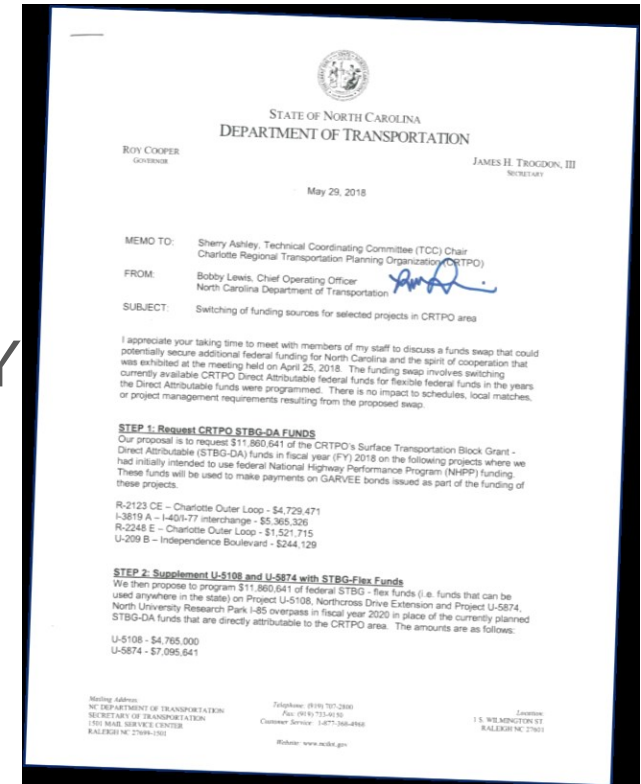 Y
STATE OF NORTH CAROLINA
DEPARTMENT OF TRANSPORTATION
ROY COOPER
GOVERNOR
JAMES H. TROGDON, III
SECRETARY
May 29, 2018
MEMO TO: Sherry Ashley, Technical Coordinating Committee (TCC) Chair
Charlotte Regional Transportation Planning Organization (CRTPO)
FROM: Bobby Lewis, Chief Operating Officer
North Carolina Department of Transportation
SUBJECT: Switching of funding sources for selected projects in CRTPO area
I appreciate your taking time to meet with members of my staff to discuss a funds swap that could
potentially secure additional federal funding for North Carolina and the spirit of cooperation that
was exhibited at the meeting held on April 25, 2018. The funding swap involves switching
currently available CRTPO Direct Attributable federal funds for flexible federal funds in the years
the Direct Attributable funds were programmed. There is no impact to schedules, local matches,
or project management requirements resulting from the proposed swap.
STEP 1: Request CRTPO STBG-DA FUNDS
Our proposal is to request $11,860,641 of the CRTPO's Surface Transportation Block Grant -
Direct Attributable (STBG-DA) funds in fiscal year (FY) 2018 on the following projects where we
had initially intended to use federal National Highway Performance Program (NHPP) funding.
These funds will be used to make payments on GARVEE bonds issued as part of the funding of
these projects.
R-2123 CE – Charlotte Outer Loop - $4,729,471
I-3819 A – I-40/I-77 interchange - $5,365,326
R-2248 E – Charlotte Outer Loop - $1,521,715
U-209 B – Independence Boulevard - $244,129
STEP 2: Supplement U-5108 and U-5874 with STBG-Flex Funds
We then propose to program $11,860,641 of federal STBG - flex funds (i.e. funds that can be
used anywhere in the state) on Project U-5108, Northcross Drive Extension and Project U-5874,
North University Research Park I-85 overpass in fiscal year 2020 in place of the currently planned
STBG-DA funds that are directly attributable to the CRTPO area. The amounts are as follows:
U-5108 - $4,765,000
U-5874 - $7,095,641
Mailing Address:
NC DEPARTMENT OF TRANSPORTATION
SECRETARY OF TRANSPORTATION
1501 MAIL SERVICE CENTER
RALEIGH NC 27699-1501
Telephone: (919) 707-2800
Fax: (919) 733-9150
Customer Service: 1-877-368-4968
Website: www.ncdot.gov
Location:
1 S. WILMINGTON ST
RALEIGH NC 27601